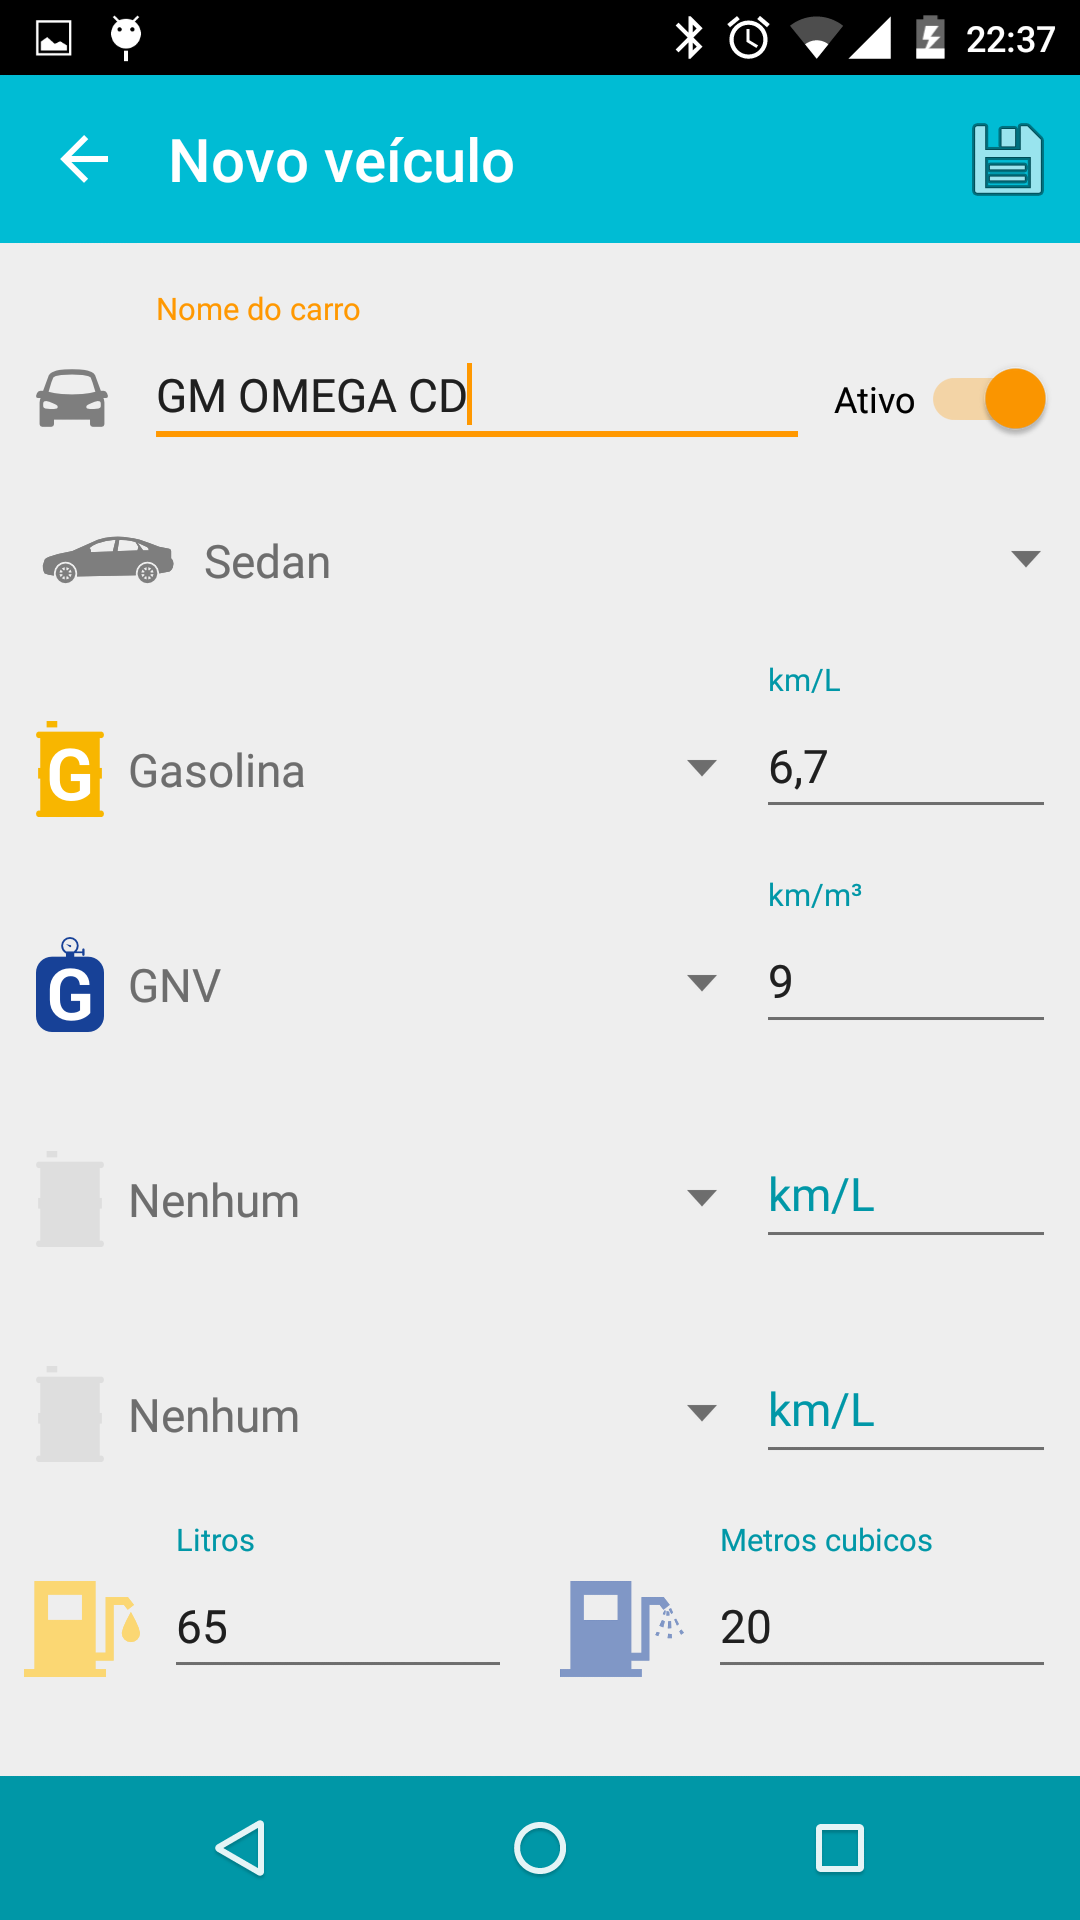 22:37
Novo veículo
Nome do carro
GM OMEGA CD
Ativo
Sedan
km/L
G Gasolina
6,7
km/m³
G GNV
9
Nenhum
km/L
Nenhum
km/L
Litros
Metros cubicos
65
20